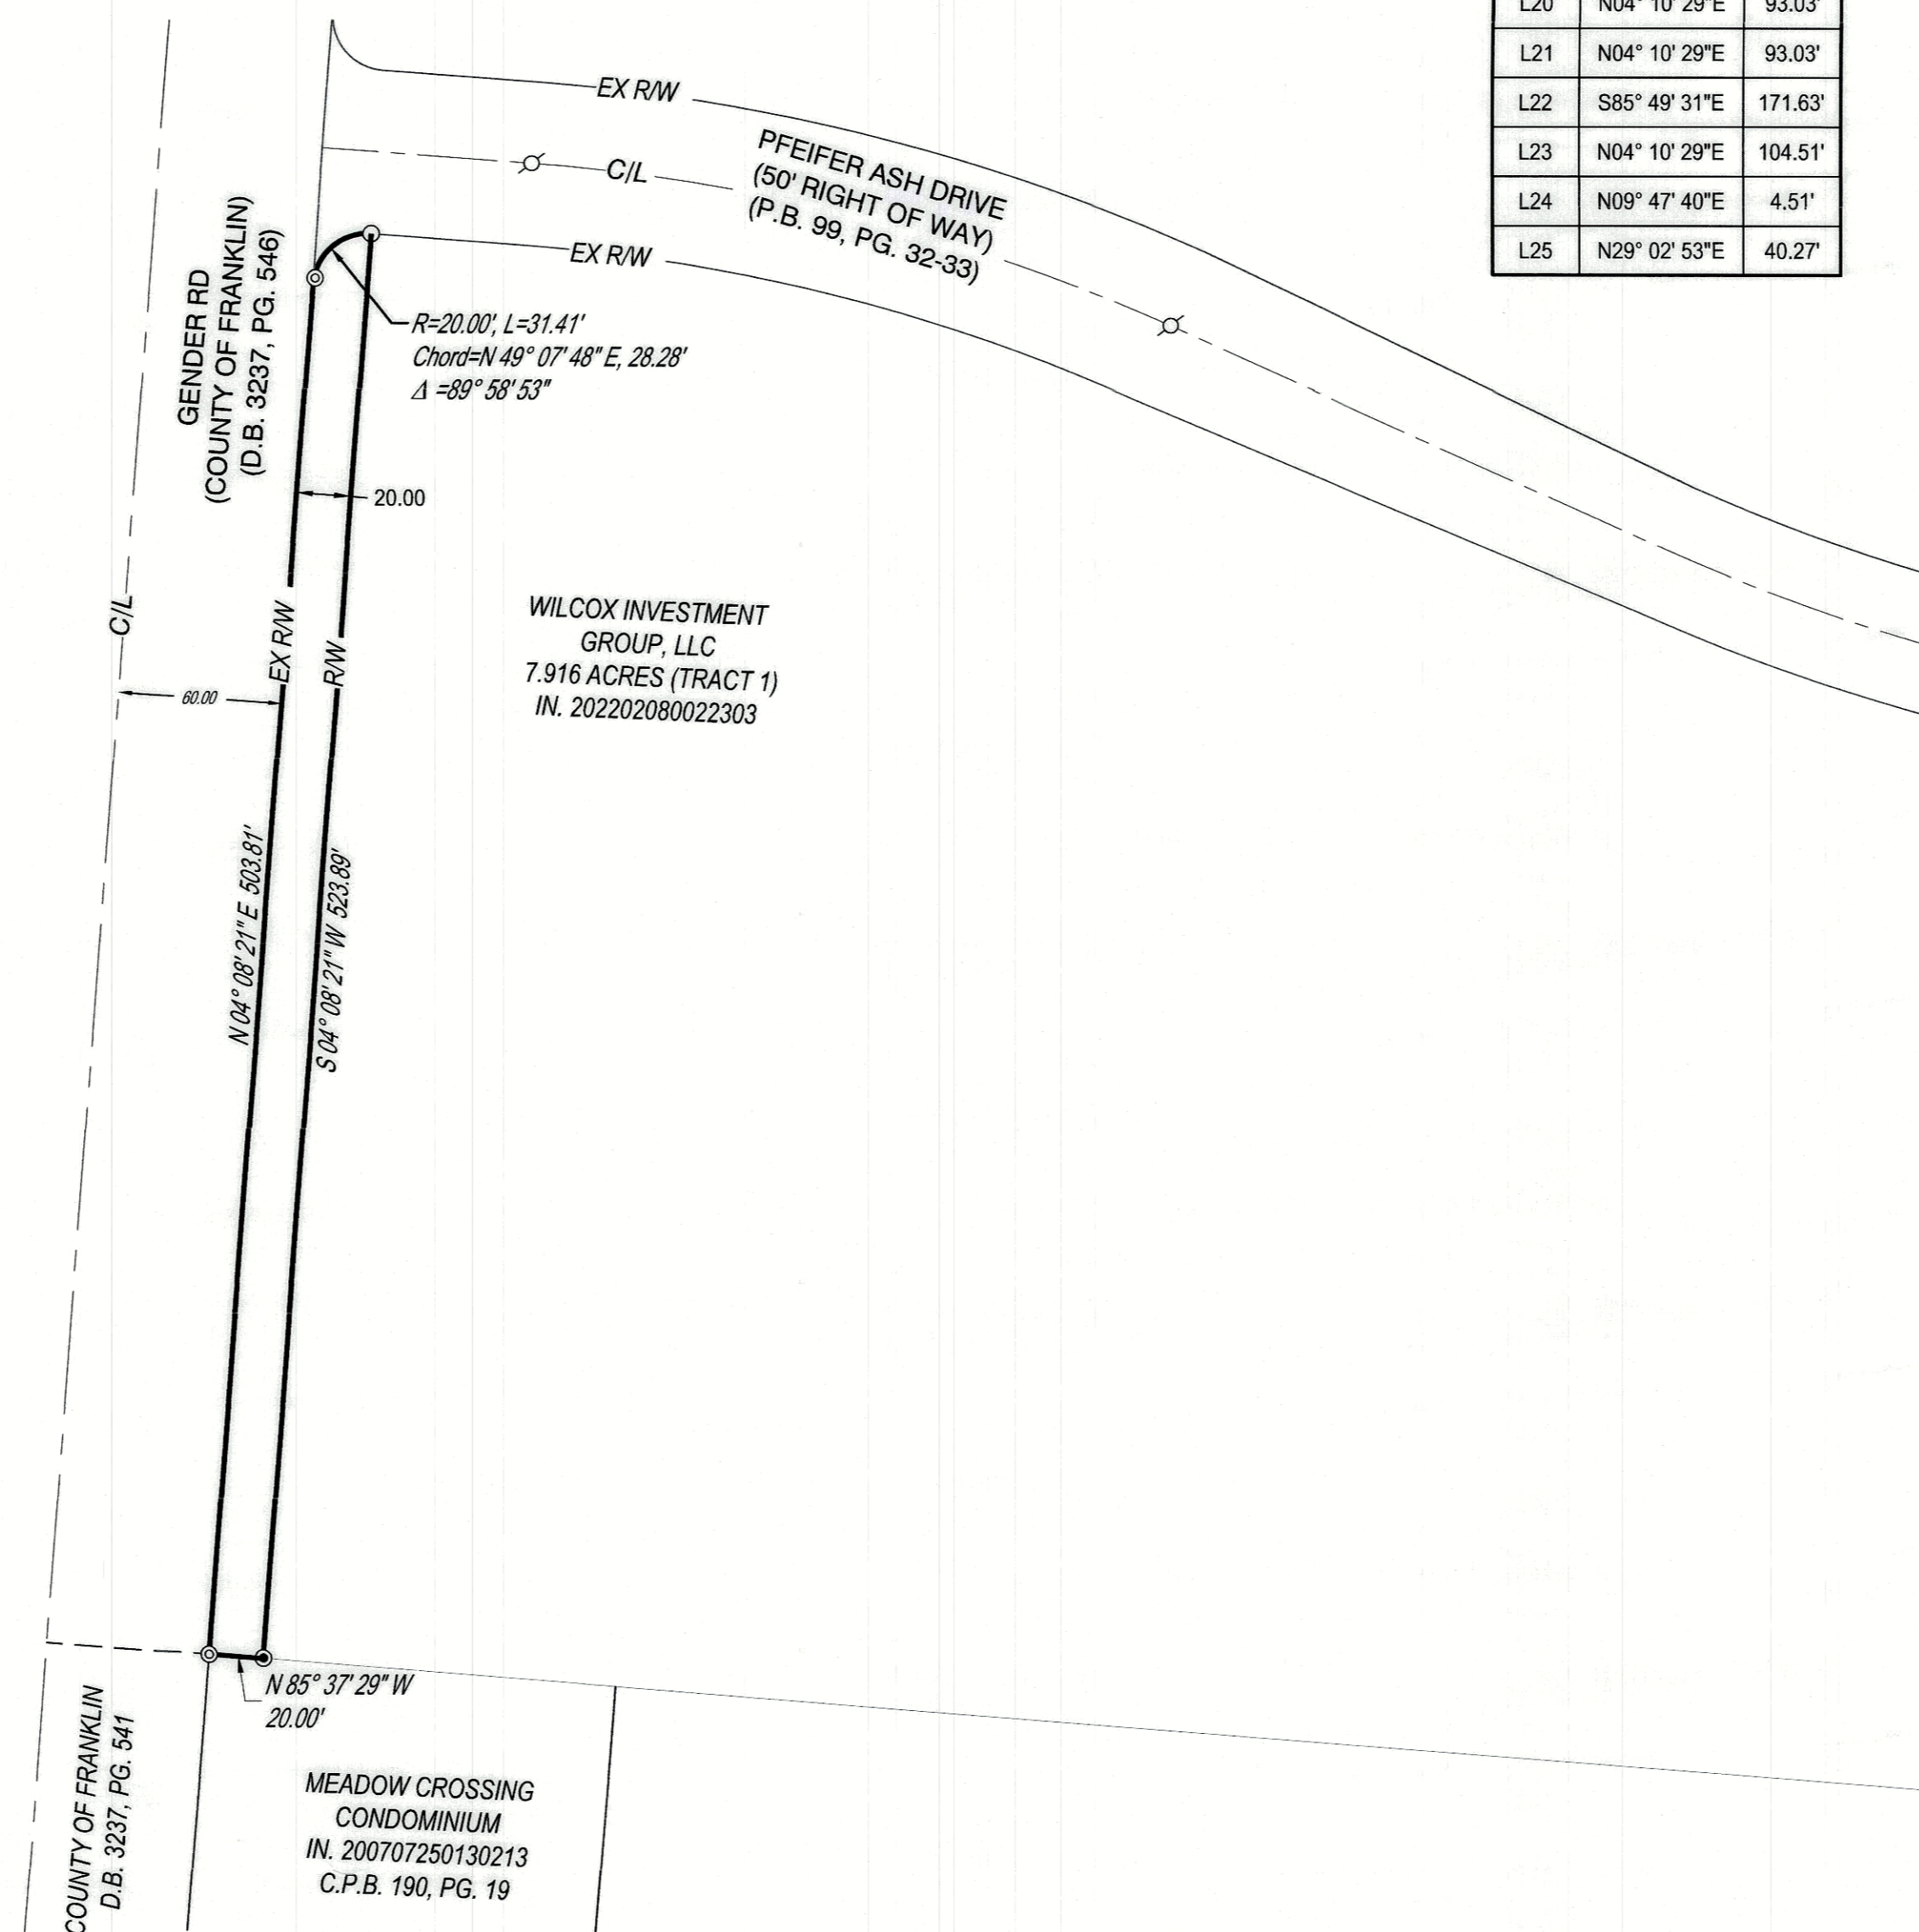 L20 N04° 10' 29"E 93.03'
L21 N04° 10' 29"E 93.03'
L22 S85° 49' 31"E 171.63'
L23 N04° 10' 29"E 104.51'
L24 N09° 47' 40"E 4.51'
L25 N29° 02' 53"E 40.27'
EX R/W
C/L
PFEIFER ASH DRIVE
(50' RIGHT OF WAY)
(P.B. 99, PG. 32-33)
EX R/W
GENDER RD
(COUNTY OF FRANKLIN)
(D.B. 3237, PG. 546)
R=20.00', L=31.41'
Chord=N 49° 07' 48" E, 28.28'
Δ =89° 58' 53"
20.00
C/L
EX R/W
R/W
60.00
WILCOX INVESTMENT
GROUP, LLC
7.916 ACRES (TRACT 1)
IN. 202202080022303
N 04° 08' 21" E 503.81'
S 04° 08' 21" W 523.89'
N 85° 37' 29" W
20.00'
COUNTY OF FRANKLIN
D.B. 3237, PG. 541
MEADOW CROSSING
CONDOMINIUM
IN. 200707250130213
C.P.B. 190, PG. 19